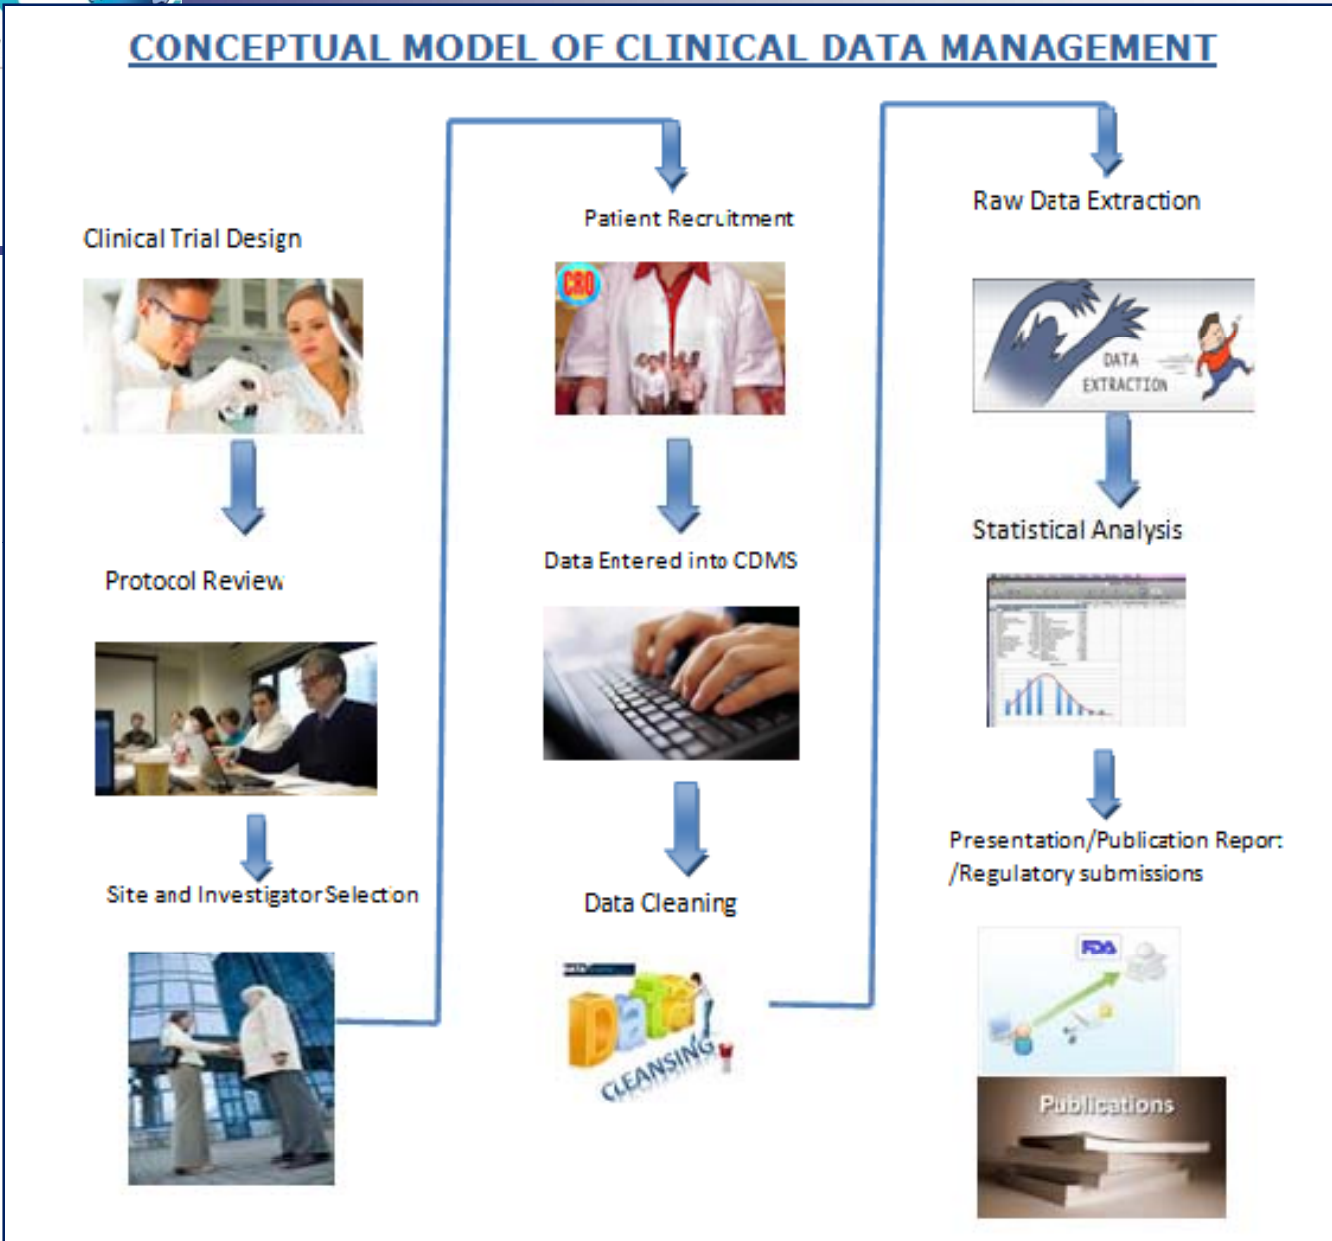 CONCEPTUAL MODEL OF CLINICAL DATA MANAGEMENT
Clinical Trial Design
Protocol Review
Site and Investigator Selection
Patient Recruitment
CRO
Data Entered into CDMS
Data Cleaning
DATA
Data
CLEANSING
Raw Data Extraction
DATA
EXTRACTION
Statistical Analysis
Presentation/Publication Report
/Regulatory submissions
FDA
Publications